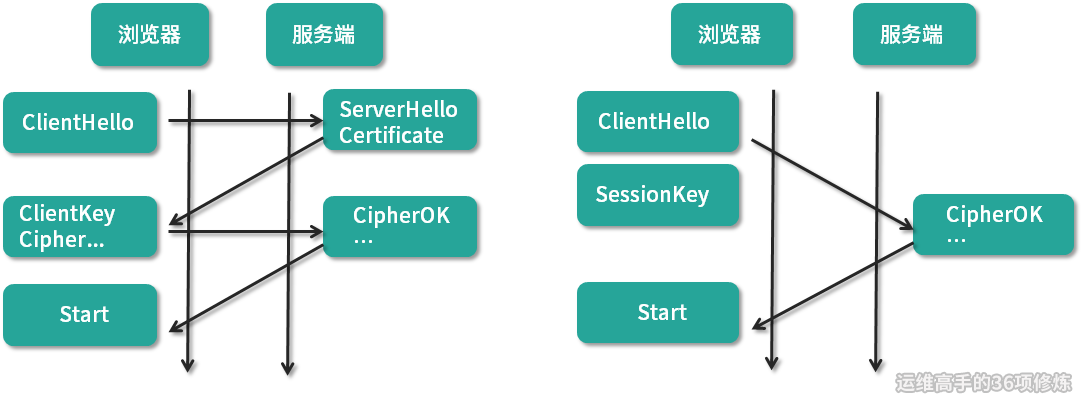 浏览器
服务端
ClientHello
ServerHello
Certificate
ClientKey
Cipher...
CipherOK
...
Start
浏览器
服务端
ClientHello
SessionKey
CipherOK
...
Start
运维高手的36项修炼